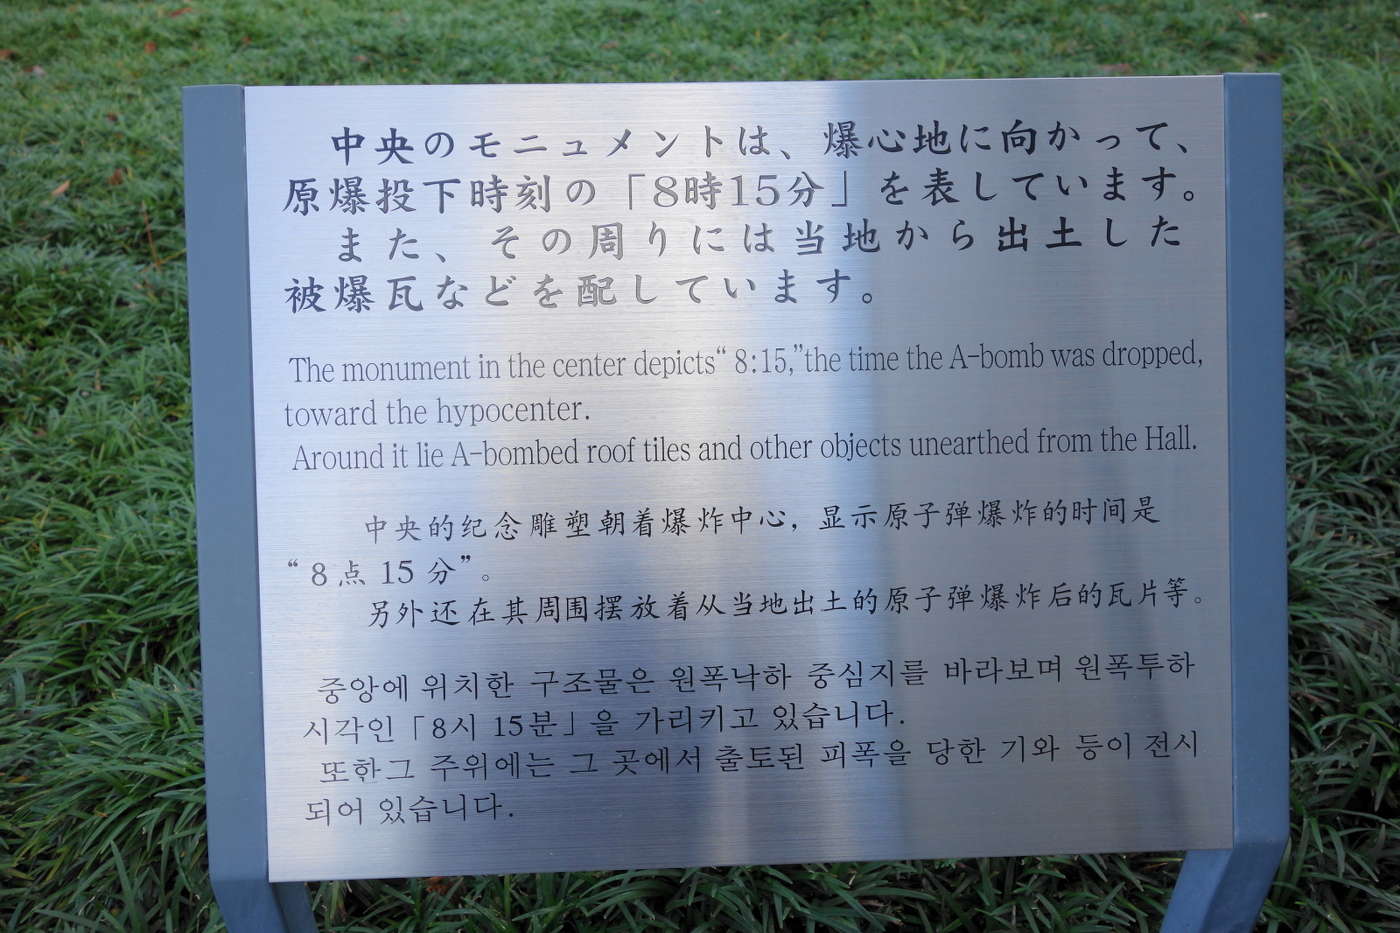 中央のモニュメントは、爆心地に向かって、
原爆投下時刻の「8時15分」を表しています。
また、その周りには当地から出土した
被爆瓦などを配しています。
The monument in the center depicts“ 8:15,”the time the A-bomb was dropped,
toward the hypocenter.
Around it lie A-bombed roof tiles and other objects unearthed from the Hall.
中央的纪念雕塑朝着爆炸中心，显示原子弹爆炸的时间是
“8点 15 分”。
另外还在其周围摆放着从当地出土的原子弹爆炸后的瓦片等。
중앙에 위치한 구조물은 원폭낙하 중심지를 바라보며 원폭투하
시각인「8시 15분」을 가리키고 있습니다.
또한그 주위에는 그 곳에서 출토된 피폭을 당한 기와 등이 전시
되어 있습니다.